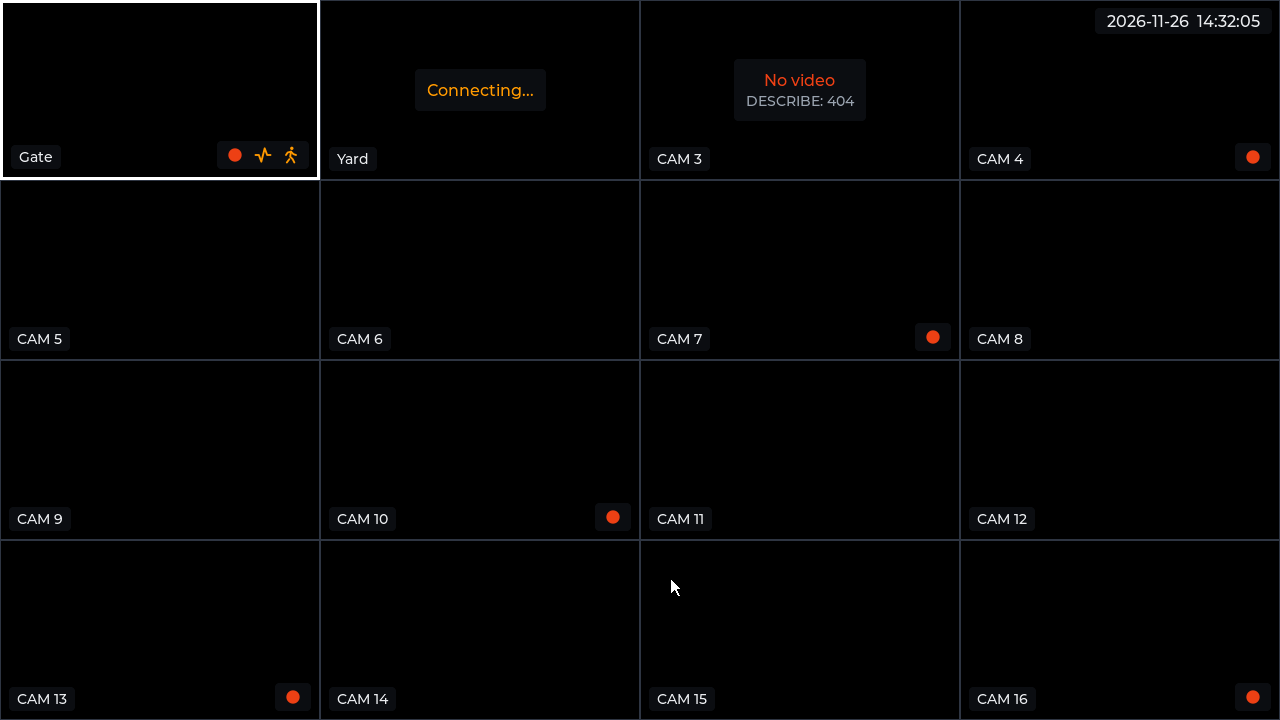 2026-11-26 14:32:05
Connecting...
No video
DESCRIBE: 404
Gate
Yard
CAM 3
CAM 4
CAM 5
CAM 6
CAM 7
CAM 8
CAM 9
CAM 10
CAM 11
CAM 12
CAM 13
CAM 14
CAM 15
CAM 16